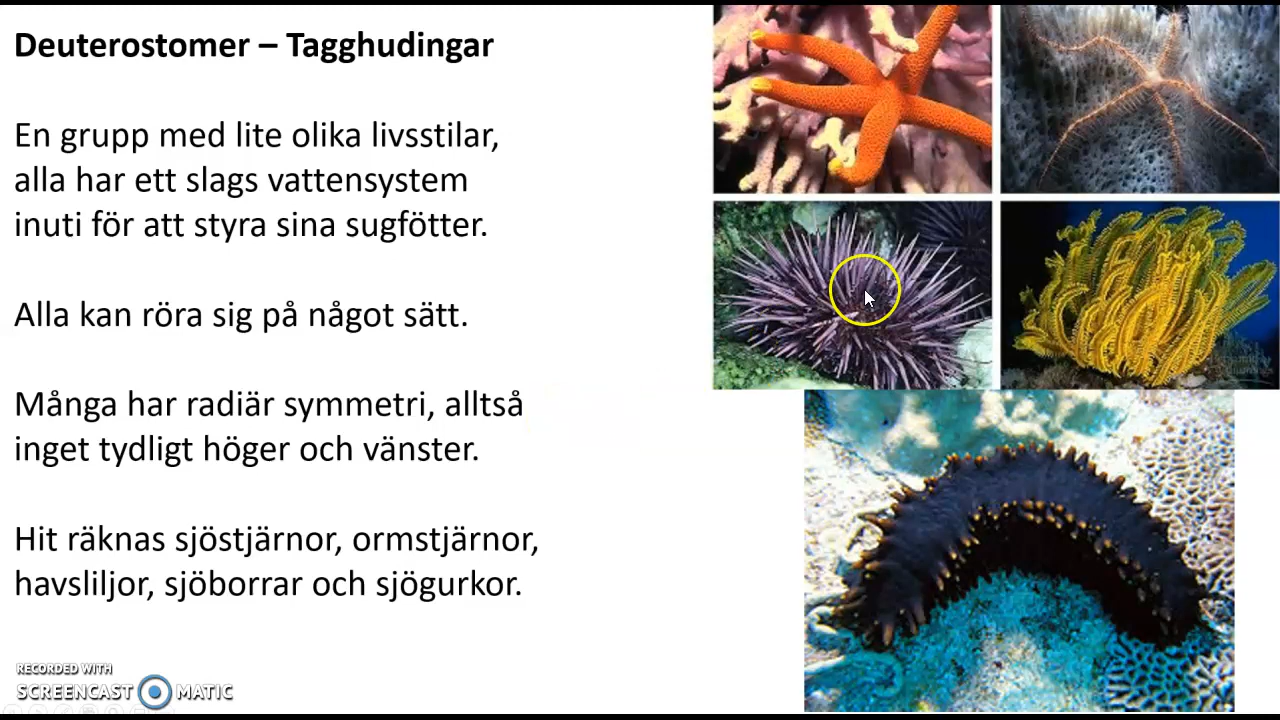 Deuterostomer – Tagghudingar
En grupp med lite olika livsstilar,
alla har ett slags vattensystem
inuti för att styra sina sugfötter.
Alla kan röra sig på något sätt.
Många har radiär symmetri, alltså
inget tydligt höger och vänster.
Hit räknas sjöstjärnor, ormstjärnor,
havsliljor, sjöborrar och sjögurkor.
RECORDED WITH
SCREENCAST MATIC